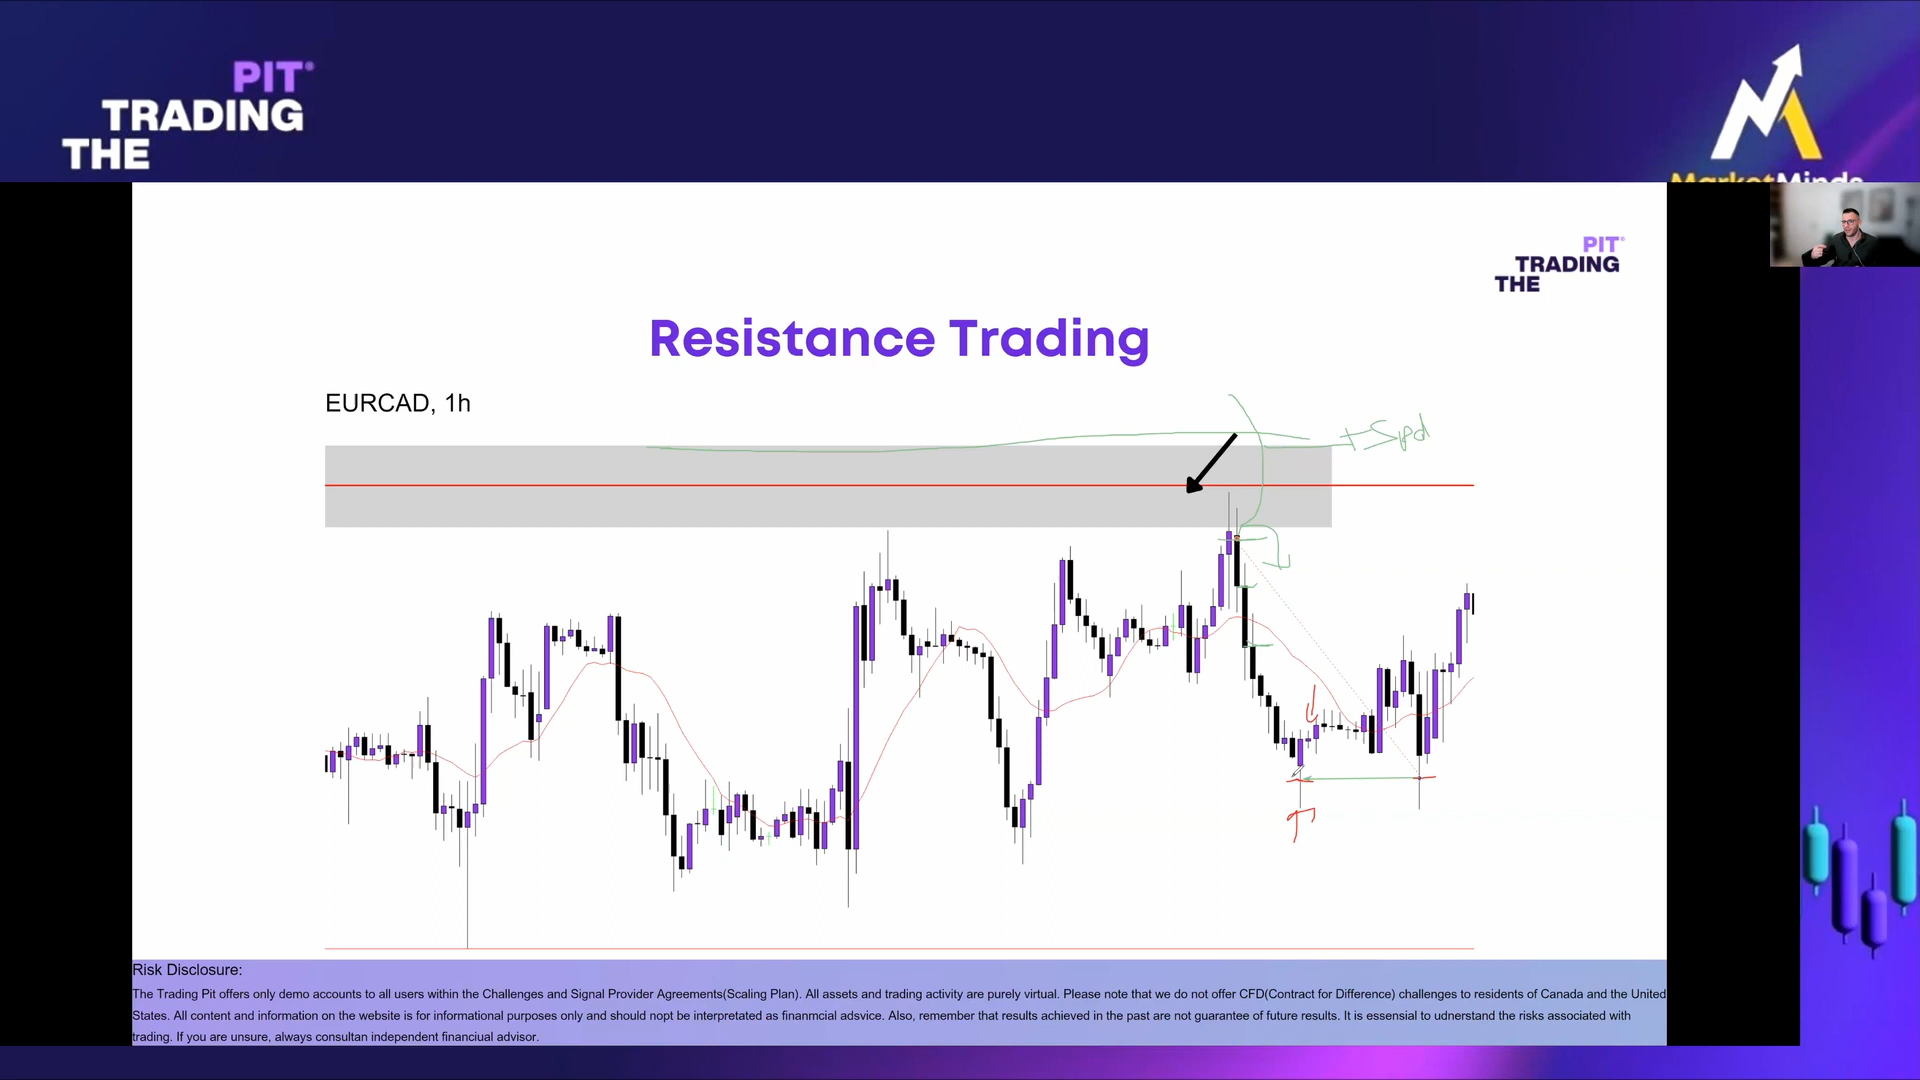 PIT®
TRADING
THE
MarketMinds
PIT®
TRADING
THE
Resistance Trading
EURCAD, 1h
+ Spd
Risk Disclosure:
The Trading Pit offers only demo accounts to all users within the Challenges and Signal Provider Agreements(Scaling Plan). All assets and trading activity are purely virtual. Please note that we do not offer CFD(Contract for Difference) challenges to residents of Canada and the United
States. All content and information on the website is for informational purposes only and should nopt be interpretated as finanmcial adsvice. Also, remember that results achieved in the past are not guarantee of future results. It is essensial to udnerstand the risks associated with
trading. If you are unsure, always consultan independent financiual advisor.